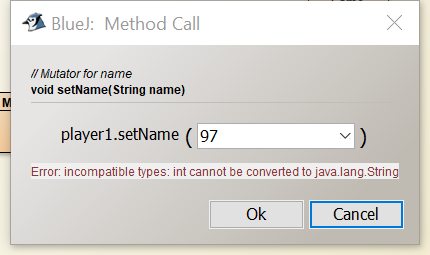 BlueJ: Method Call
// Mutator for name
void setName(String name)
M
player1.setName ( 97 )
Error: incompatible types: int cannot be converted to java.lang.String
Ok Cancel